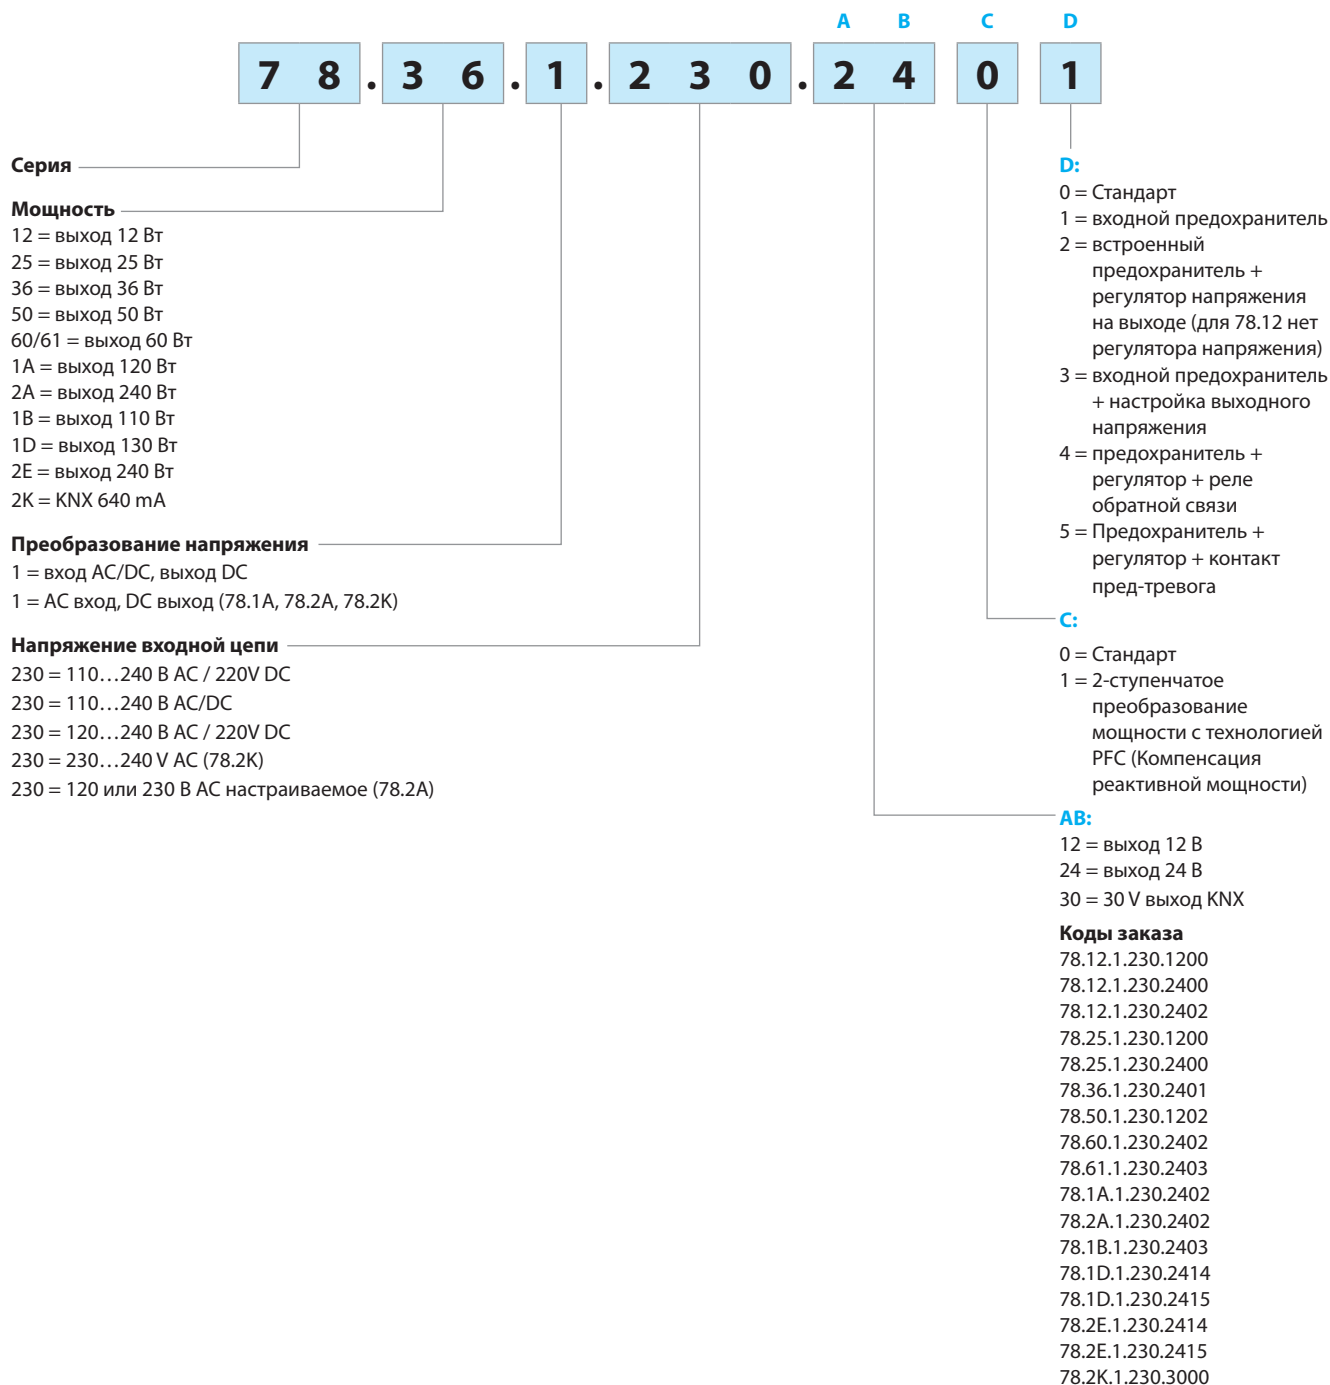 A B C D
7 8 . 3 6 . 1 . 2 3 0 . 2 4 0 1
Серия
Мощность
12 = выход 12 Вт
25 = выход 25 Вт
36 = выход 36 Вт
50 = выход 50 Вт
60/61 = выход 60 Вт
1A = выход 120 Вт
2A = выход 240 Вт
1B = выход 110 Вт
1D = выход 130 Вт
2E = выход 240 Вт
2K = KNX 640 mA
Преобразование напряжения
1 = вход AC/DC, выход DC
1 = AC вход, DC выход (78.1A, 78.2A, 78.2K)
Напряжение входной цепи
230 = 110…240 В AC / 220V DC
230 = 110…240 В AC/DC
230 = 120…240 В AC / 220V DC
230 = 230…240 V AC (78.2K)
230 = 120 или 230 В AC настраиваемое (78.2A)
D:
0 = Стандарт
1 = входной предохранитель
2 = встроенный
предохранитель +
регулятор напряжения
на выходе (для 78.12 нет
регулятора напряжения)
3 = входной предохранитель
+ настройка выходного
напряжения
4 = предохранитель +
регулятор + реле
обратной связи
5 = Предохранитель +
регулятор + контакт
пред-тревога
C:
0 = Стандарт
1 = 2-ступенчатое
преобразование
мощности с технологией
PFC (Компенсация
реактивной мощности)
AB:
12 = выход 12 В
24 = выход 24 В
30 = 30 V выход KNX
Коды заказа
78.12.1.230.1200
78.12.1.230.2400
78.12.1.230.2402
78.25.1.230.1200
78.25.1.230.2400
78.36.1.230.2401
78.50.1.230.1202
78.60.1.230.2402
78.61.1.230.2403
78.1A.1.230.2402
78.2A.1.230.2402
78.1B.1.230.2403
78.1D.1.230.2414
78.1D.1.230.2415
78.2E.1.230.2414
78.2E.1.230.2415
78.2K.1.230.3000